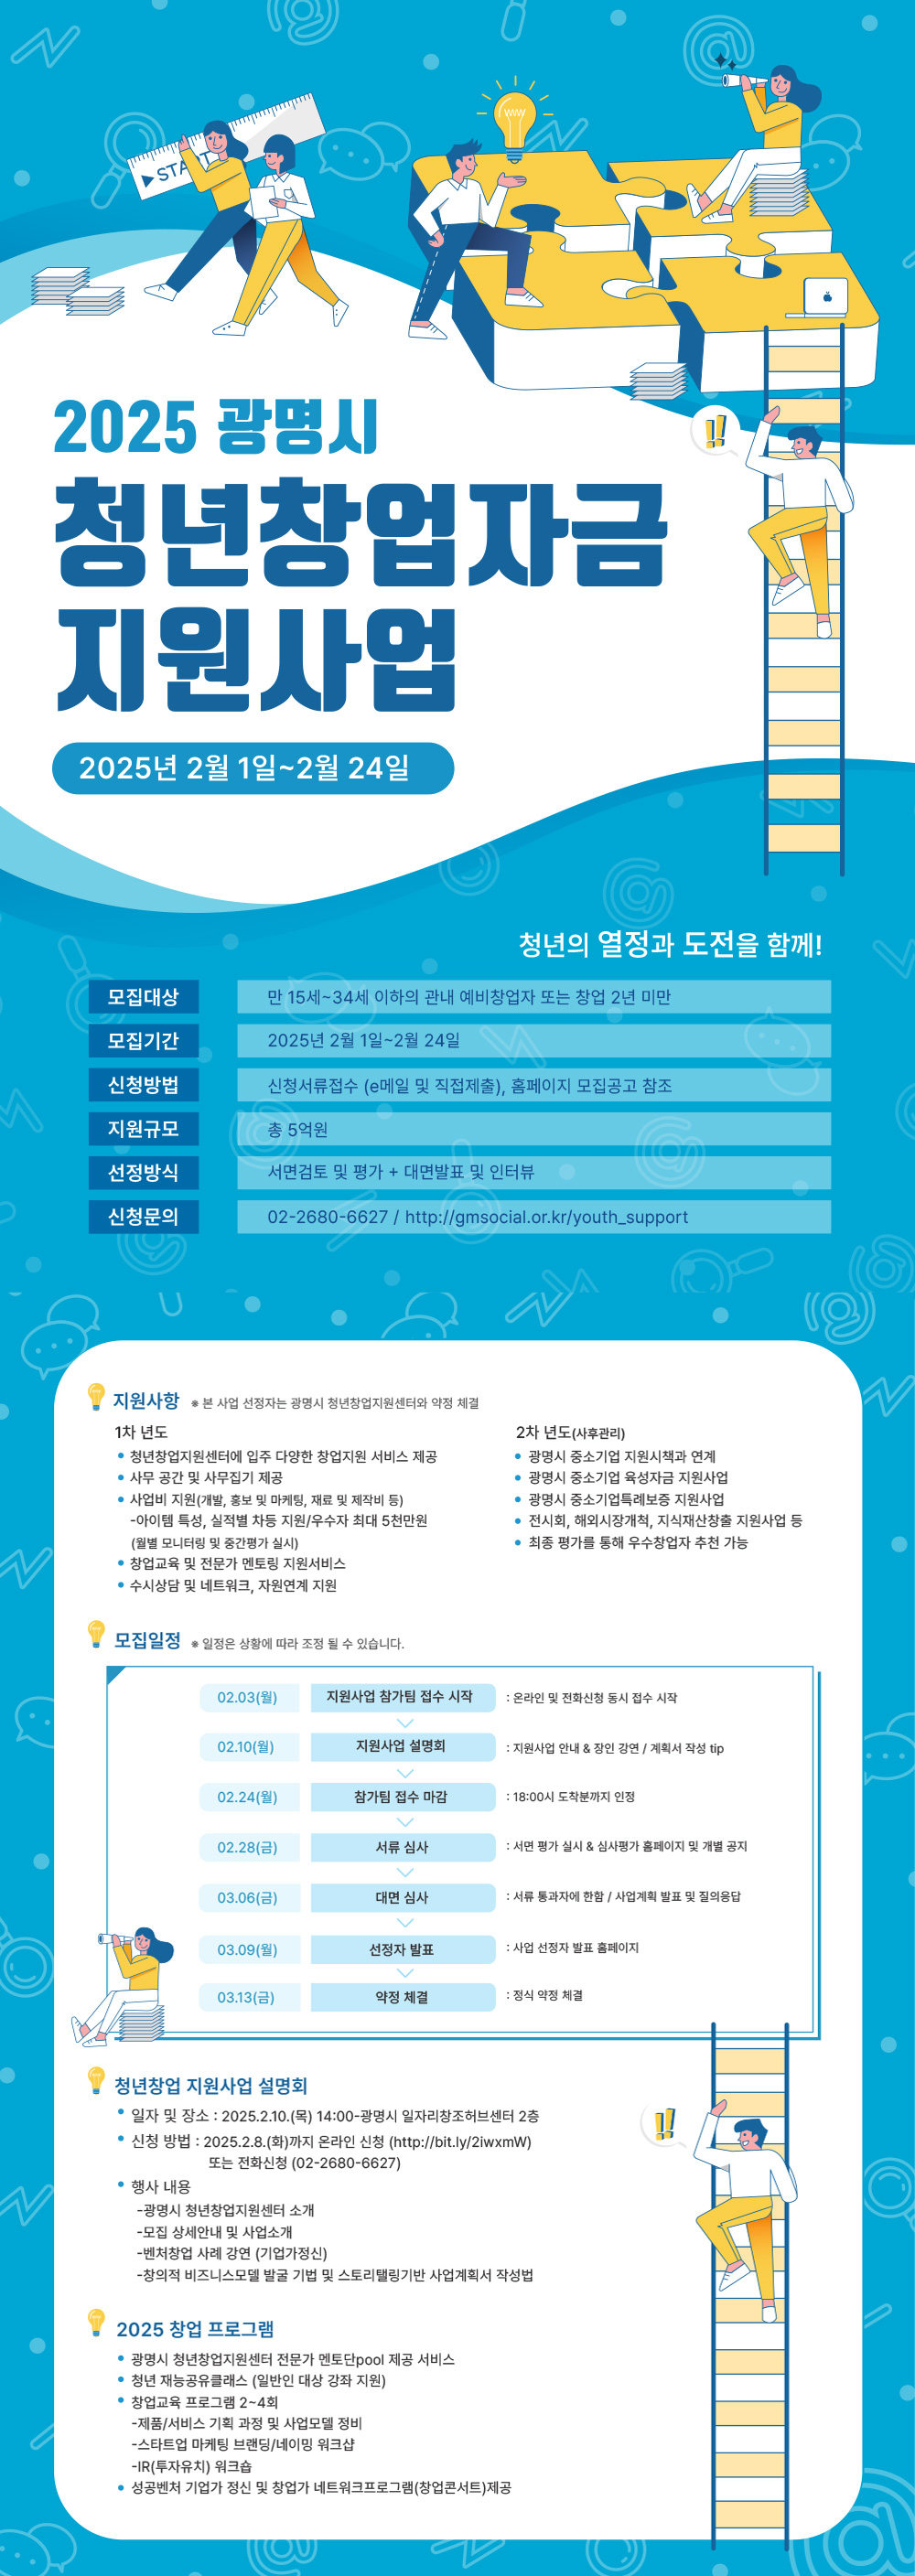 ▶START
2025 광명시
청년창업자금
지원사업
2025년 2월 1일~2월 24일
청년의 열정과 도전을 함께!
모집대상 만 15세~34세 이하의 관내 예비창업자 또는 창업 2년 미만
모집기간 2025년 2월 1일~2월 24일
신청방법 신청서류접수 (e메일 및 직접제출), 홈페이지 모집공고 참조
지원규모 총 5억원
선정방식 서면검토 및 평가 + 대면발표 및 인터뷰
신청문의 02-2680-6627 / http://gmsocial.or.kr/youth_support
지원사항 ※ 본 사업 선정자는 광명시 청년창업지원센터와 약정 체결
1차 년도
• 청년창업지원센터에 입주 다양한 창업지원 서비스 제공
• 사무 공간 및 사무집기 제공
• 사업비 지원(개발, 홍보 및 마케팅, 재료 및 제작비 등)
-아이템 특성, 실적별 차등 지원/우수자 최대 5천만원
(월별 모니터링 및 중간평가 실시)
• 창업교육 및 전문가 멘토링 지원서비스
• 수시상담 및 네트워크, 자원연계 지원
2차 년도(사후관리)
• 광명시 중소기업 지원시책과 연계
• 광명시 중소기업 육성자금 지원사업
• 광명시 중소기업특례보증 지원사업
• 전시회, 해외시장개척, 지식재산창출 지원사업 등
• 최종 평가를 통해 우수창업자 추천 가능
모집일정 ※ 일정은 상황에 따라 조정 될 수 있습니다.
02.03(월) 지원사업 참가팀 접수 시작 : 온라인 및 전화신청 동시 접수 시작
02.10(월) 지원사업 설명회 : 지원사업 안내 & 장인 강연 / 계획서 작성 tip
02.24(월) 참가팀 접수 마감 : 18:00시 도착분까지 인정
02.28(금) 서류 심사 : 서면 평가 실시 & 심사평가 홈페이지 및 개별 공지
03.06(금) 대면 심사 : 서류 통과자에 한함 / 사업계획 발표 및 질의응답
03.09(월) 선정자 발표 : 사업 선정자 발표 홈페이지
03.13(금) 약정 체결 : 정식 약정 체결
청년창업 지원사업 설명회
• 일자 및 장소 : 2025.2.10.(목) 14:00-광명시 일자리창조허브센터 2층
• 신청 방법 : 2025.2.8.(화)까지 온라인 신청 (http://bit.ly/2iwxmW)
또는 전화신청 (02-2680-6627)
• 행사 내용
-광명시 청년창업지원센터 소개
-모집 상세안내 및 사업소개
-벤처창업 사례 강연 (기업가정신)
-창의적 비즈니스모델 발굴 기법 및 스토리탤링기반 사업계획서 작성법
2025 창업 프로그램
• 광명시 청년창업지원센터 전문가 멘토단pool 제공 서비스
• 청년 재능공유클래스 (일반인 대상 강좌 지원)
• 창업교육 프로그램 2~4회
-제품/서비스 기획 과정 및 사업모델 정비
-스타트업 마케팅 브랜딩/네이밍 워크샵
-IR(투자유치) 워크숍
• 성공벤처 기업가 정신 및 창업가 네트워크프로그램(창업콘서트)제공